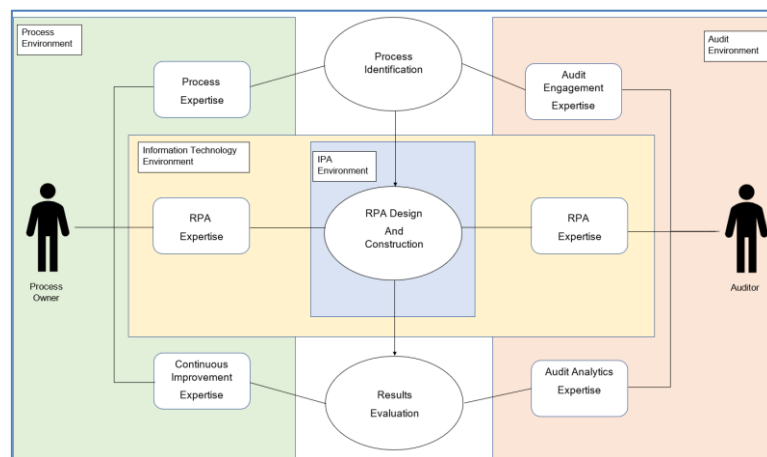 Process
Environment
Process
Identification
Audit
Environment
Process
Expertise
Audit
Engagement
Expertise
Information Technology
Environment
IPA
Environment
RPA
Expertise
RPA Design
And
Construction
RPA
Expertise
Process
Owner
Auditor
Continuous
Improvement
Expertise
Results
Evaluation
Audit Analytics
Expertise